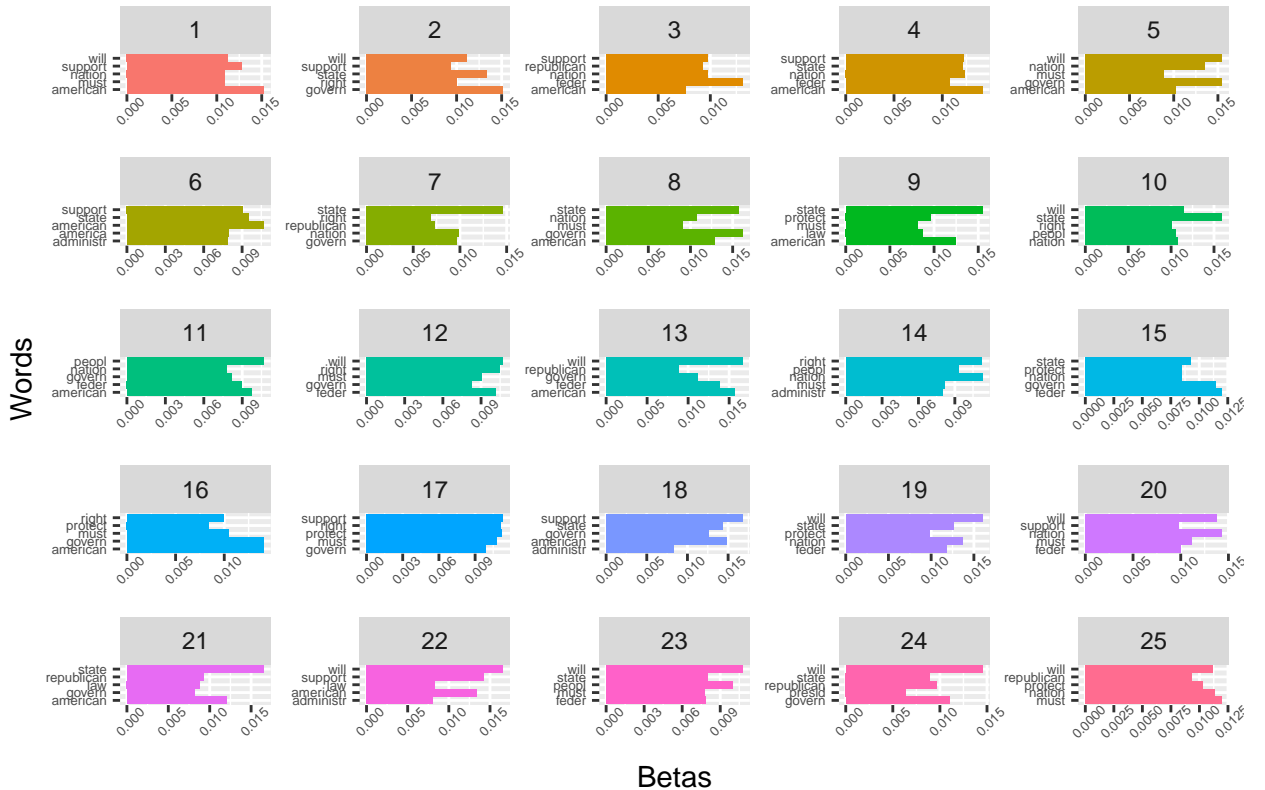 1 2 3 4 5
will
support
nation
must
american
0.000 0.005 0.010 0.015
will
support
state
right
govern
0.000 0.005 0.010 0.015
support
republican
nation
feder
american
0.000 0.005 0.010
support
state
nation
feder
american
0.000 0.005 0.010
will
nation
must
govern
american
0.000 0.005 0.010 0.015
6 7 8 9 10
support
state
american
america
administr
0.000 0.003 0.006 0.009
state
right
republican
nation
govern
0.000 0.005 0.010 0.015
state
nation
must
govern
american
0.000 0.005 0.010 0.015
state
protect
must
law
american
0.000 0.005 0.010 0.015
will
state
right
peopl
nation
0.000 0.005 0.010 0.015
11 12 13 14 15
peopl
nation
govern
feder
american
0.000 0.003 0.006 0.009
will
right
must
govern
feder
0.000 0.003 0.006 0.009
will
republican
govern
feder
american
0.000 0.005 0.010 0.015
right
peopl
nation
must
administr
0.000 0.003 0.006 0.009
state
protect
nation
govern
feder
0.0000 0.0025 0.0050 0.0075 0.0100 0.0125
16 17 18 19 20
right
protect
must
govern
american
0.000 0.005 0.010
support
right
protect
must
govern
0.000 0.003 0.006 0.009
support
state
govern
american
administr
0.000 0.005 0.010 0.015
will
state
protect
nation
feder
0.000 0.005 0.010 0.015
will
support
nation
must
feder
0.000 0.005 0.010 0.015
21 22 23 24 25
state
republican
law
govern
american
0.000 0.005 0.010 0.015
will
support
law
american
administr
0.000 0.005 0.010 0.015
will
state
peopl
must
feder
0.000 0.003 0.006 0.009
will
state
republican
presid
govern
0.000 0.005 0.010 0.015
will
republican
protect
nation
must
0.0000 0.0025 0.0050 0.0075 0.0100 0.0125
Words
Betas